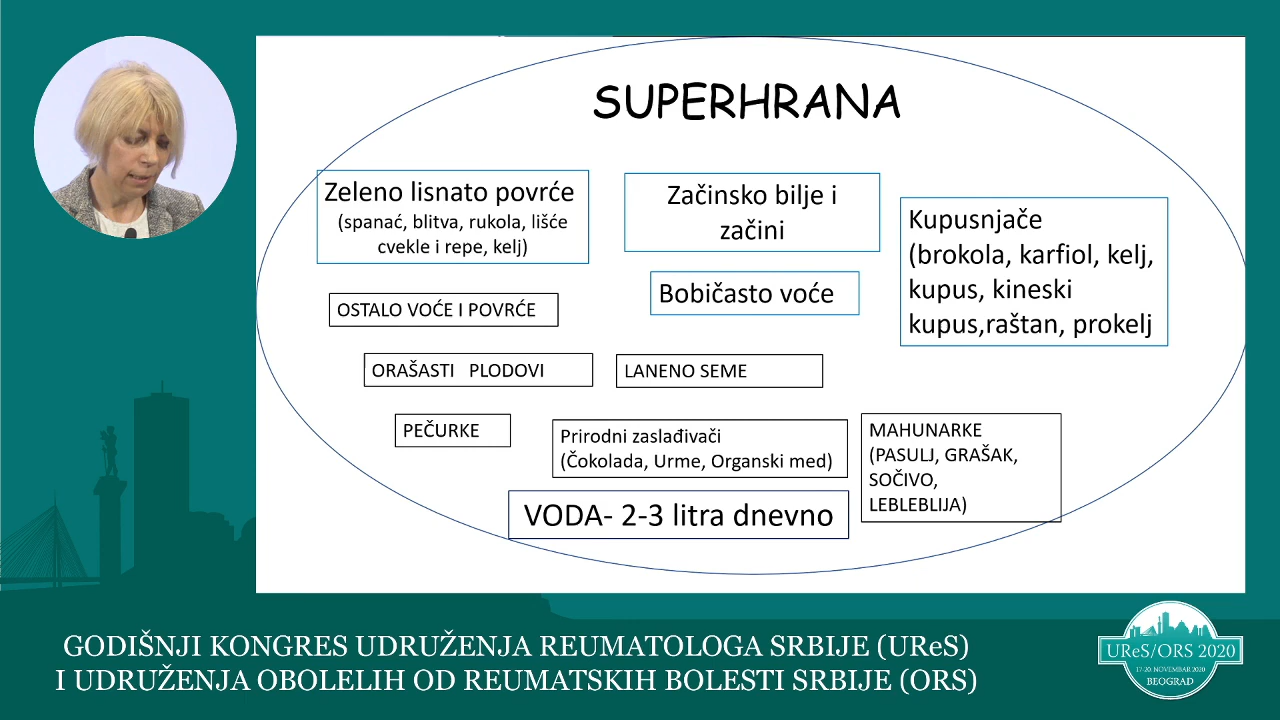 SUPERHRANA
Zeleno lisnato povrće
(spanać, blitva, rukola, lišće
cvekle i repe, kelj)
Začinsko bilje i
začini
Kupusnjače
(brokola, karfiol, kelj,
kupus, kineski
kupus,raštan, prokelj
Bobičasto voće
OSTALO VOĆE I POVRĆE
ORAŠASTI PLODOVI
LANENO SEME
PEČURKE
Prirodni zaslađivači
(Čokolada, Urme, Organski med)
MAHUNARKE
(PASULJ, GRAŠAK,
SOČIVO,
LEBLEBLIJA)
VODA- 2-3 litra dnevno
GODIŠNJI KONGRES UDRUŽENJA REUMATOLOGA SRBIJE (UReS)
I UDRUŽENJA OBOLELIH OD REUMATSKIH BOLESTI SRBIJE (ORS)
UReS/ORS 2020
17-20. NOVEMBAR 2020
BEOGRAD